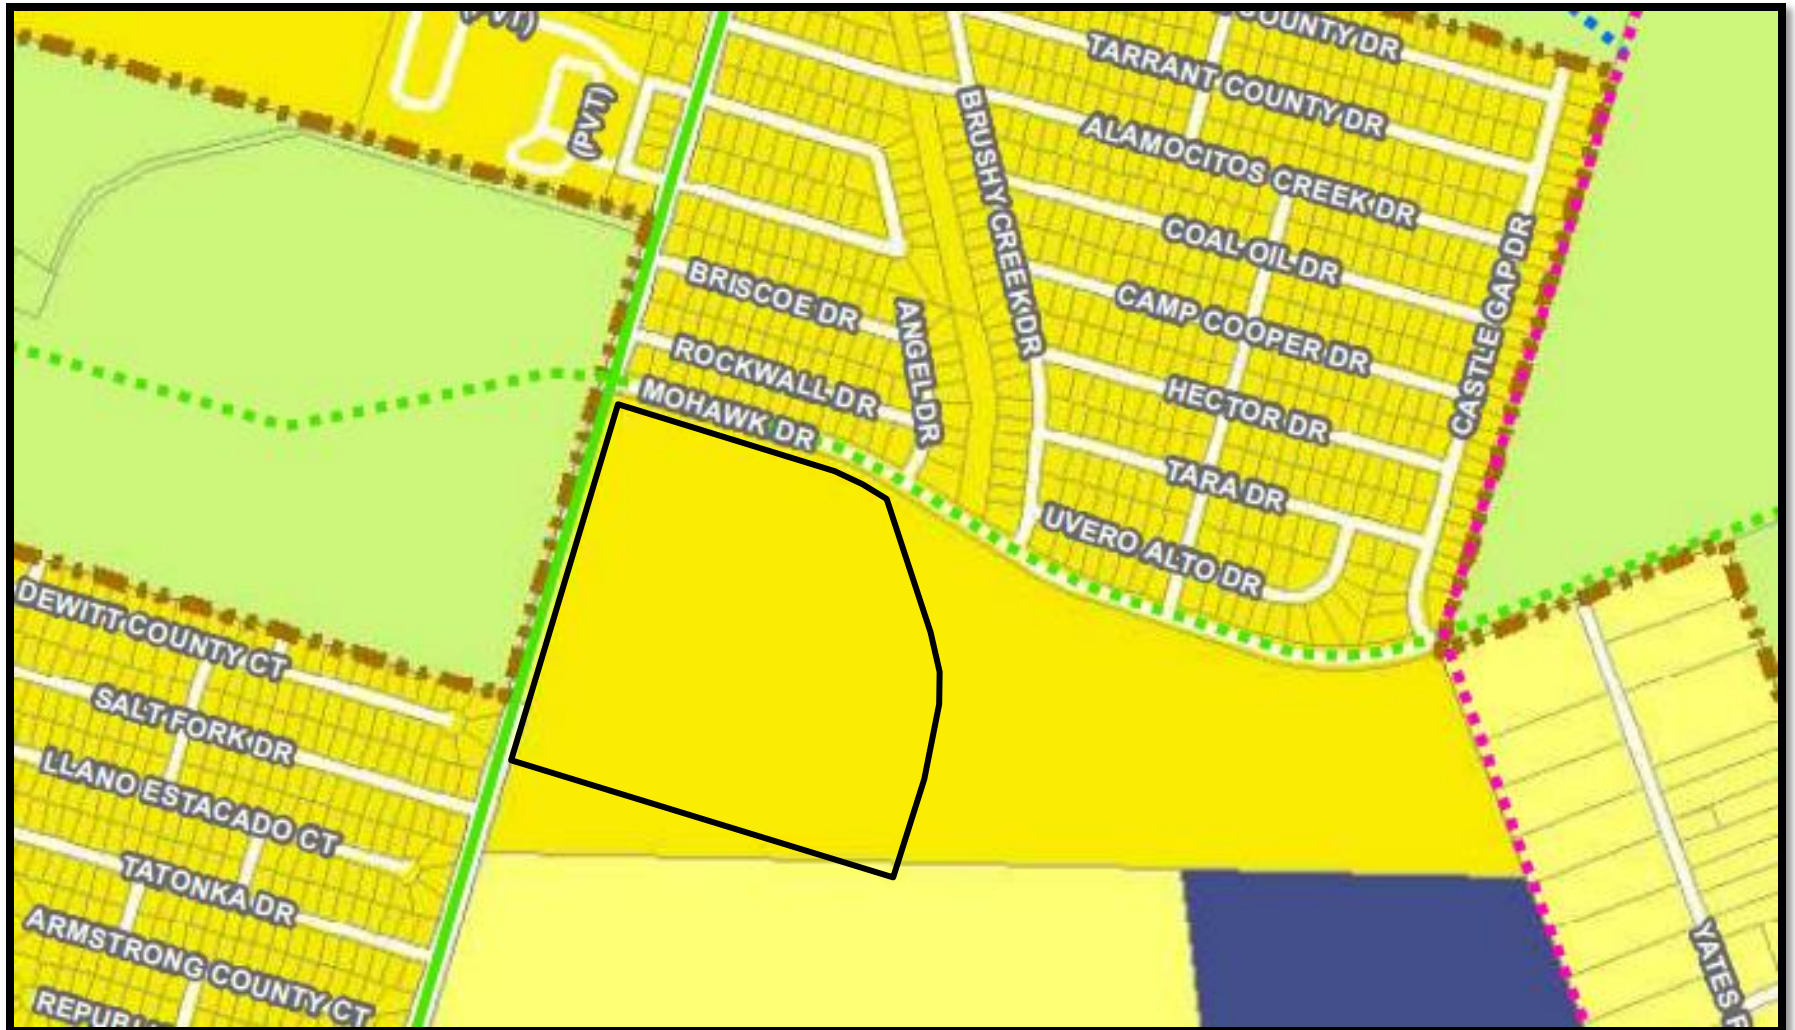 (PVT)
COUNTY DR
TARRANT COUNTY DR
(PVT)
BRUSHY CREEK DR
ALAMOCITOS CREEK DR
COAL OIL DR
CASTLE GAP DR
BRISCOE DR
CAMP COOPER DR
ANGEL DR
ROCKWALL DR
MOHAWK DR
HECTOR DR
TARA DR
UVERO ALTO DR
DEWITT COUNTY CT
SALT FORK DR
LLANO ESTACADO CT
TATONKA DR
ARMSTRONG COUNTY CT
YATES